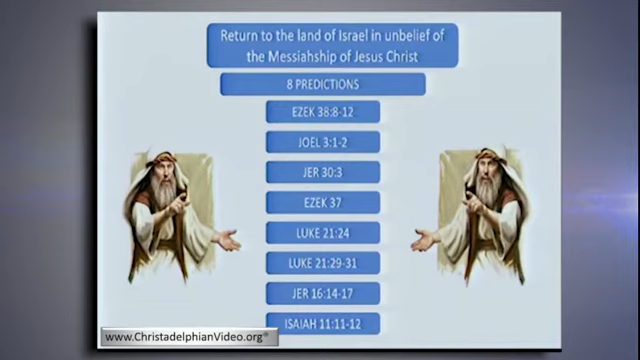 Return to the land of Israel in unbelief of
the Messiahship of Jesus Christ
8 PREDICTIONS
EZEK 38:8-12
JOEL 3:1-2
JER 30:3
EZEK 37
LUKE 21:24
LUKE 21:29-31
JER 16:14-17
ISAIAH 11:11-12
www.ChristadelphianVideo.org®